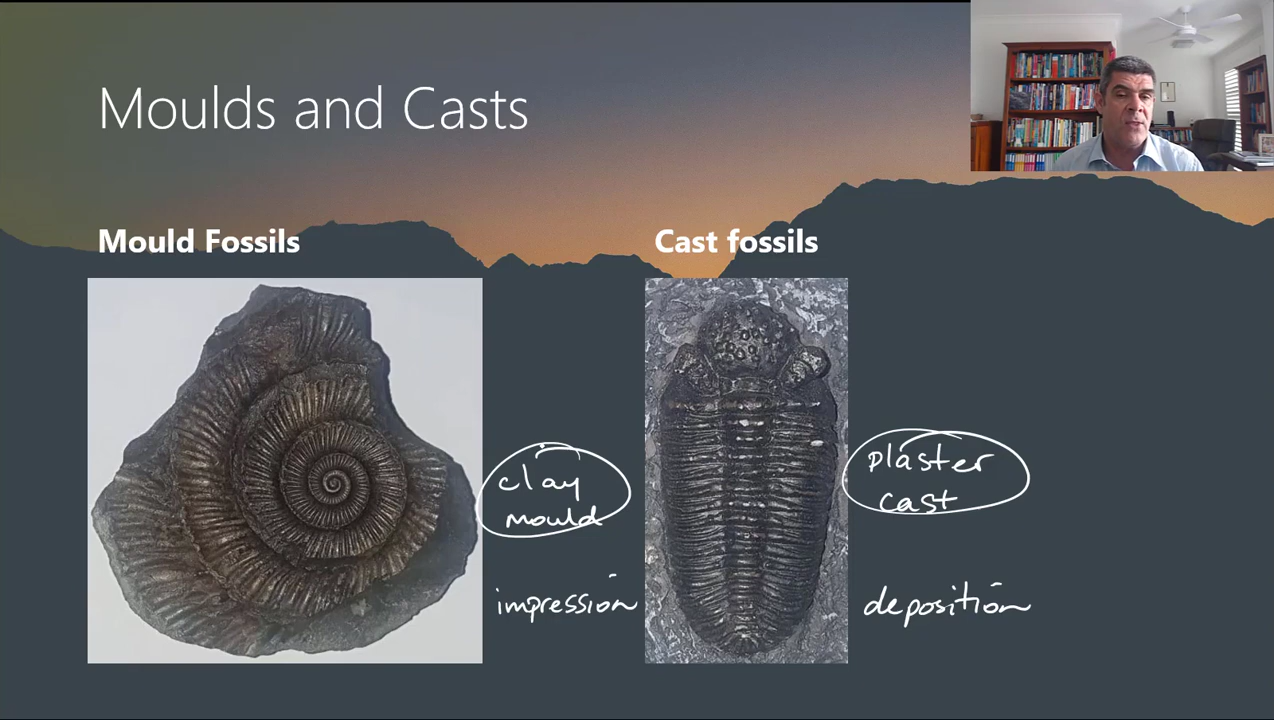 Moulds and Casts
Mould Fossils
Cast fossils
clay
mould
impression
plaster
cast
deposition